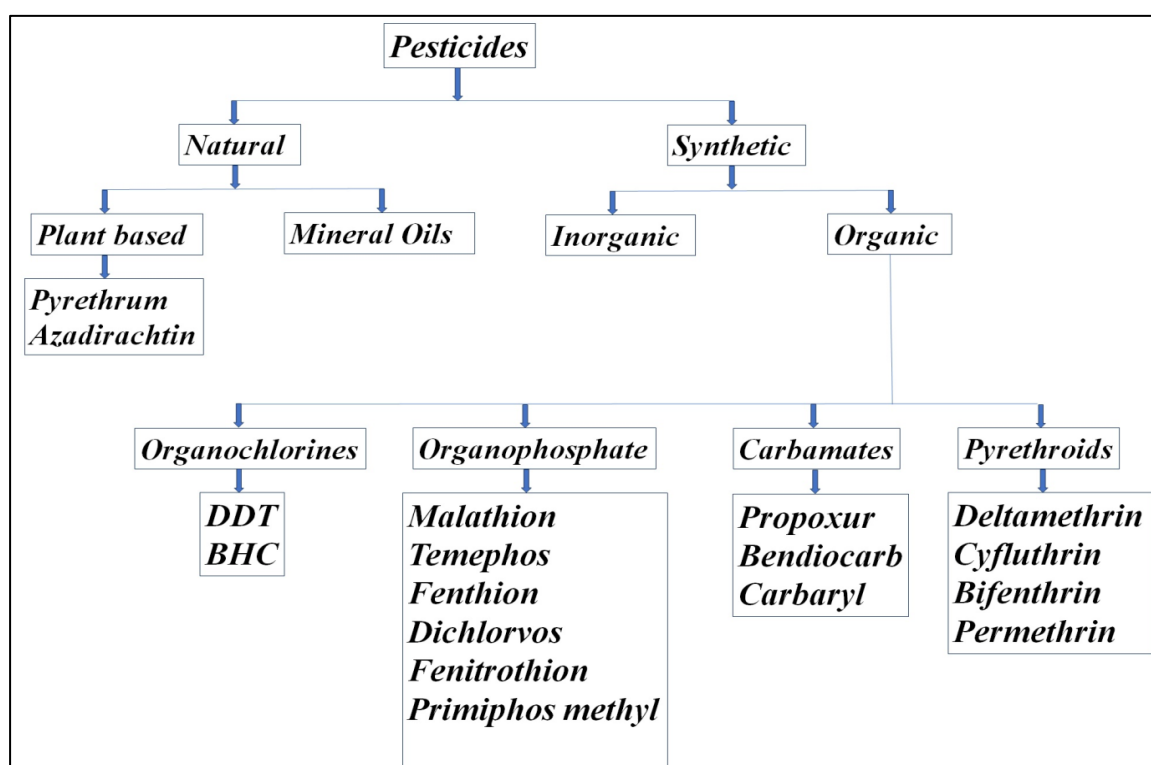 Pesticides
Natural
Synthetic
Plant based
Mineral Oils
Inorganic
Organic
Pyrethrum
Azadirachtin
Organochlorines
Organophosphate
Carbamates
Pyrethroids
DDT
BHC
Malathion
Temephos
Fenthion
Dichlorvos
Fenitrothion
Primiphos methyl
Propoxur
Bendiocarb
Carbaryl
Deltamethrin
Cyfluthrin
Bifenthrin
Permethrin